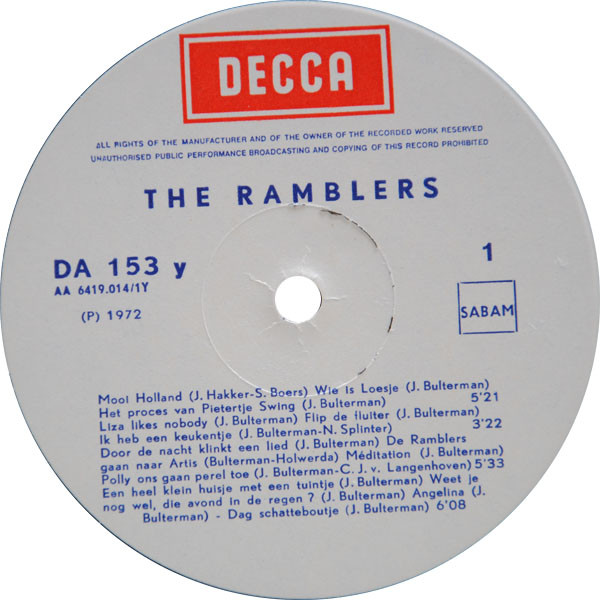 DECCA
ALL RIGHTS OF THE MANUFACTURER AND OF THE OWNER OF THE RECORDED WORK RESERVED
UNAUTHORISED PUBLIC PERFORMANCE BROADCASTING AND COPYING OF THIS RECORD PROHIBITED
THE RAMBLERS
DA 153 y
AA 6419.014/1Y
(P) 1972
1
SABAM
Mooi Holland (J. Hakker-S. Boers) Wie is Loesje (J. Bulterman)
Het proces van Pietertje Swing (J. Bulterman) 5'21
Liza likes nobody (J. Bulterman) Flip de fluiter (J. Bulterman)
Ik heb een keukentje (J. Bulterman-N. Splinter) 3'22
Door de nacht klinkt een lied (J. Bulterman) De Ramblers
gaan naar Artis (Bulterman-Holwerda) Méditation (J. Bulterman)
Polly ons gaan perel toe (J. Bulterman-C. J. v. Langenhoven) 5'33
Een heel klein huisje met een tuintje (J. Bulterman) Weet je
nog wel, die avond in de regen ? (J. Bulterman) Angelina (J.
Bulterman) - Dag schatteboutje (J. Bulterman) 6'08